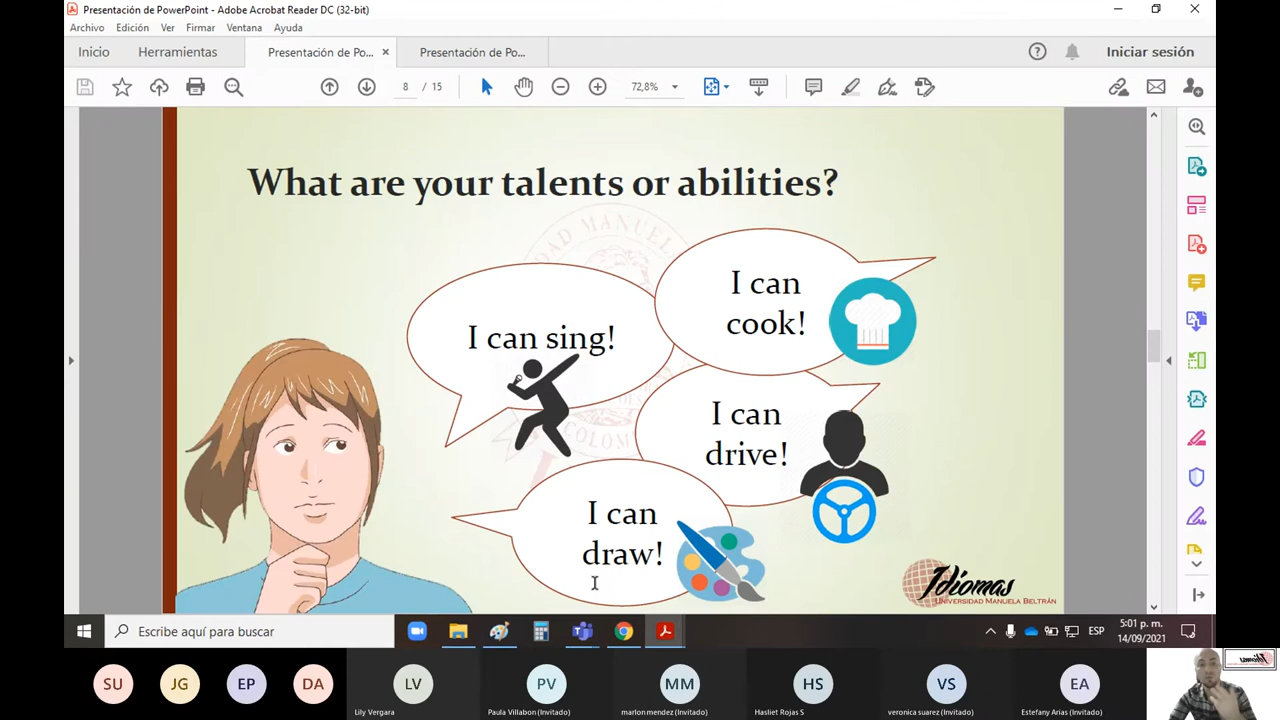 Presentación de PowerPoint - Adobe Acrobat Reader DC (32-bit)
Archivo Edición Ver Firmar Ventana Ayuda
Inicio Herramientas Presentación de Po... × Presentación de Po... Iniciar sesión
8 / 15 72,8%
What are your talents or abilities?
I can
cook!
I can sing!
I can
drive!
I can
draw!
Idiomas
UNIVERSIDAD MANUELA BELTRÁN
Escribe aquí para buscar
ESP
5:01 p. m.
14/09/2021
SU JG EP DA LV PV MM HS VS EA
Lily Vergara Paula Villabon (Invitado) marlon mendez (Invitado) Hasliet Rojas S veronica suarez (Invitado) Estefany Arias (Invitado)